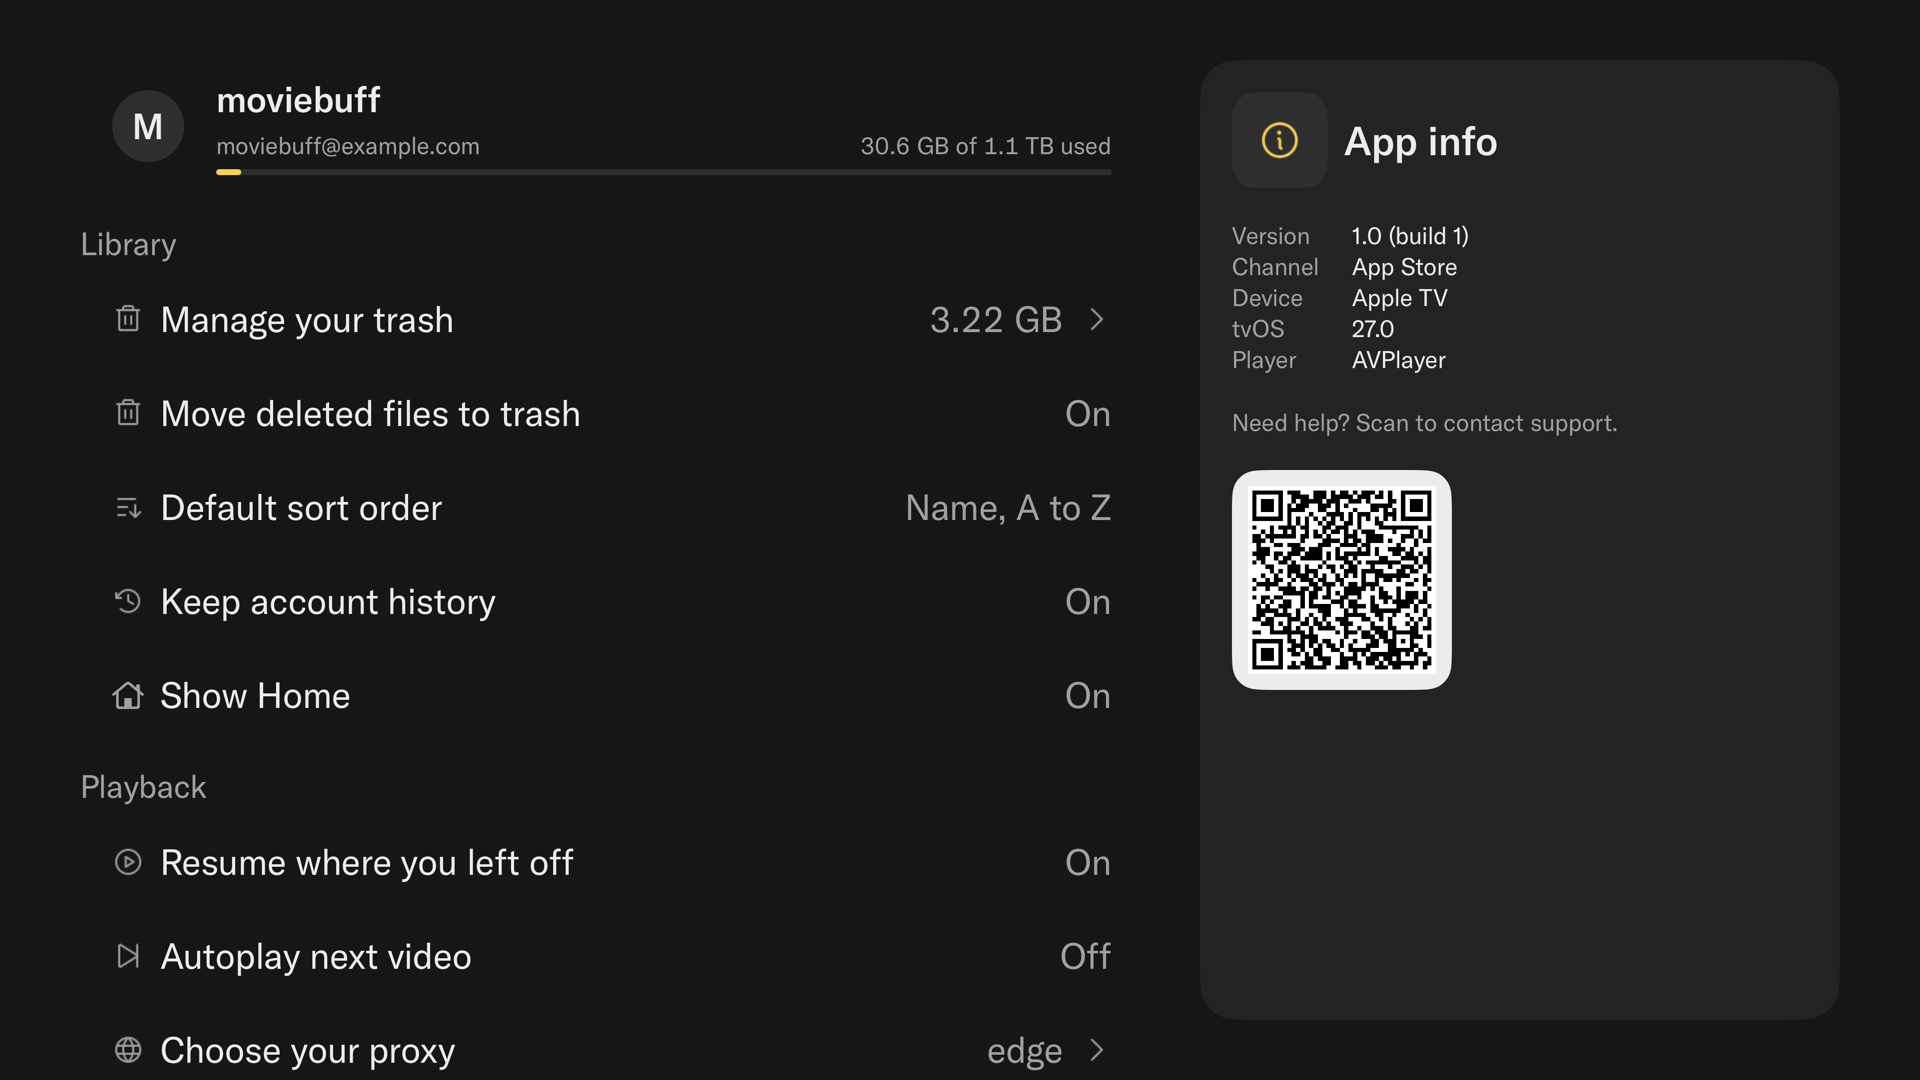 M
moviebuff
moviebuff@example.com
30.6 GB of 1.1 TB used
Library
Manage your trash
3.22 GB
Move deleted files to trash
On
Default sort order
Name, A to Z
Keep account history
On
Show Home
On
Playback
Resume where you left off
On
Autoplay next video
Off
Choose your proxy
edge
App info
Version 1.0 (build 1)
Channel App Store
Device Apple TV
tvOS 27.0
Player AVPlayer
Need help? Scan to contact support.